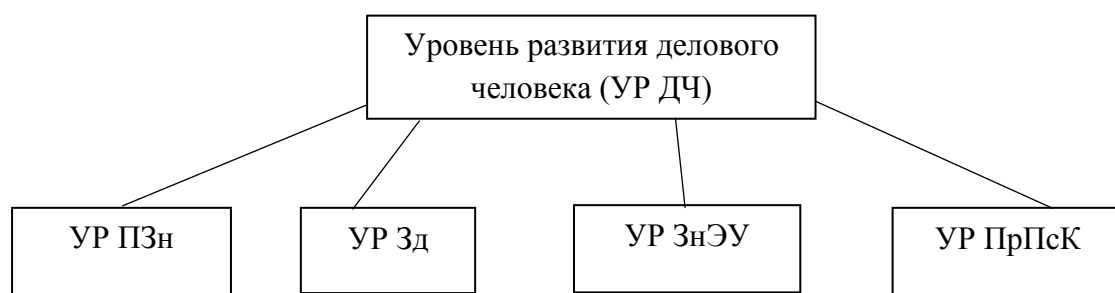 Уровень развития делового
человека (УР ДЧ)
УР ПЗн
УР Зд
УР ЗнЭУ
УР ПрПсК